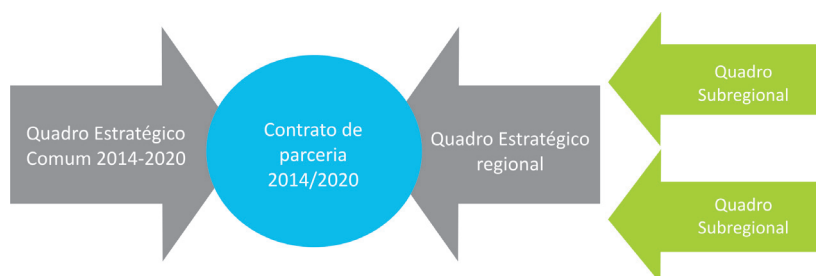 Quadro Estratégico
Comum 2014-2020
Contrato de
parceria
2014/2020
Quadro Estratégico
regional
Quadro
Subregional
Quadro
Subregional